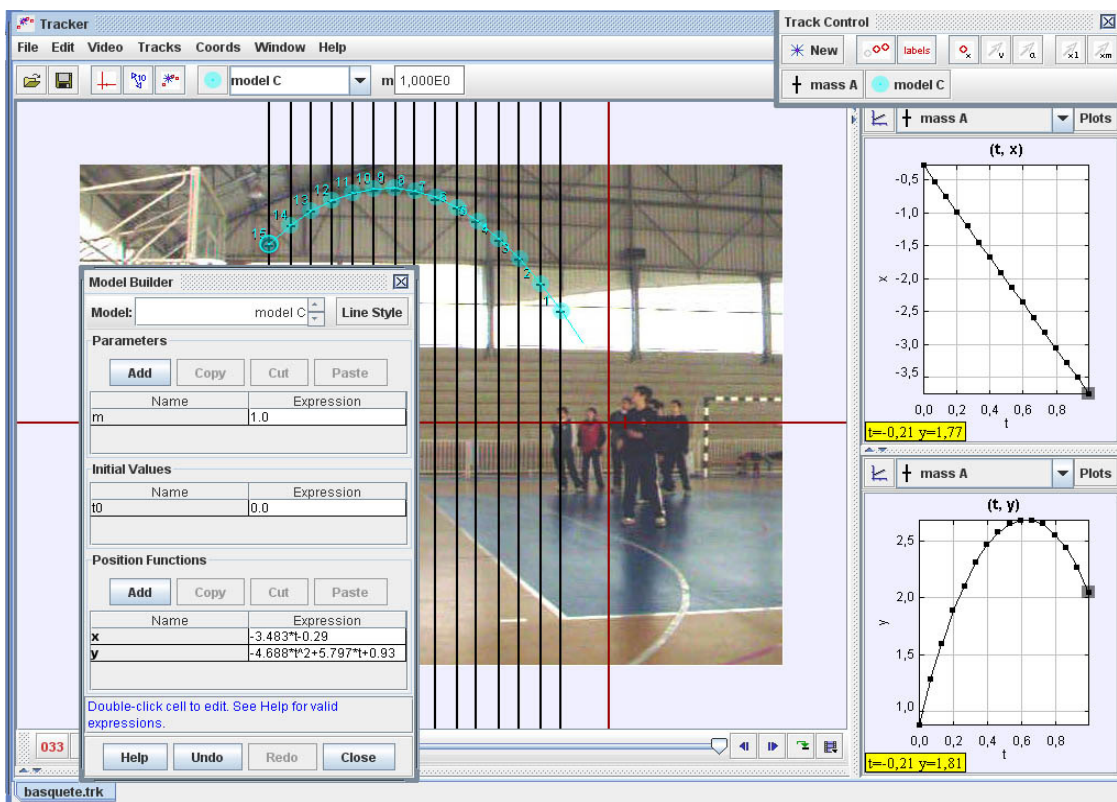 Tracker
File Edit Video Tracks Coords Window Help
model C m 1,000E0
Track Control
New labels x v a x1 xm
mass A model C
15 14 13 12 11 10 9 8 7 6 5 4 3 2 1
Model Builder
Model: model C Line Style
Parameters
Add Copy Cut Paste
Name Expression
m 1.0
Initial Values
Name Expression
t0 0.0
Position Functions
Add Copy Cut Paste
Name Expression
x -3.483*t-0.29
y -4.688*t^2+5.797*t+0.93
Double-click cell to edit. See Help for valid
expressions.
Help Undo Redo Close
033
basquete.trk
mass A Plots
(t, x)
-0,5
-1,0
-1,5
x -2,0
-2,5
-3,0
-3,5
0,0 0,2 0,4 0,6 0,8
t
t=-0,21 y=1,77
mass A Plots
(t, y)
2,5
2,0
y
1,5
1,0
0,0 0,2 0,4 0,6 0,8
t
t=-0,21 y=1,81